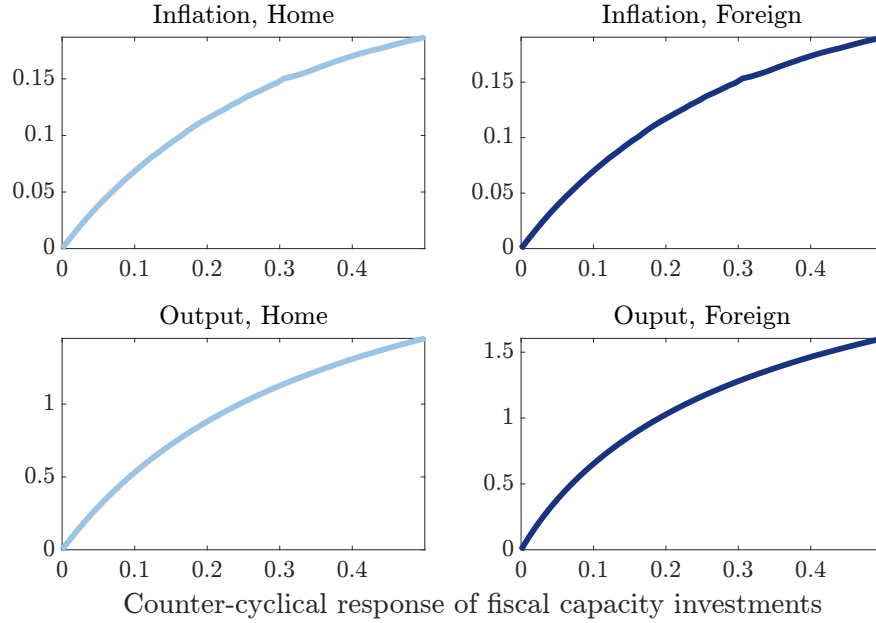 Inflation, Home
0.15
0.1
0.05
0
0 0.1 0.2 0.3 0.4
Inflation, Foreign
0.15
0.1
0.05
0
0 0.1 0.2 0.3 0.4
Output, Home
1
0.5
0
0 0.1 0.2 0.3 0.4
Ouput, Foreign
1.5
1
0.5
0
0 0.1 0.2 0.3 0.4
Counter-cyclical response of fiscal capacity investments